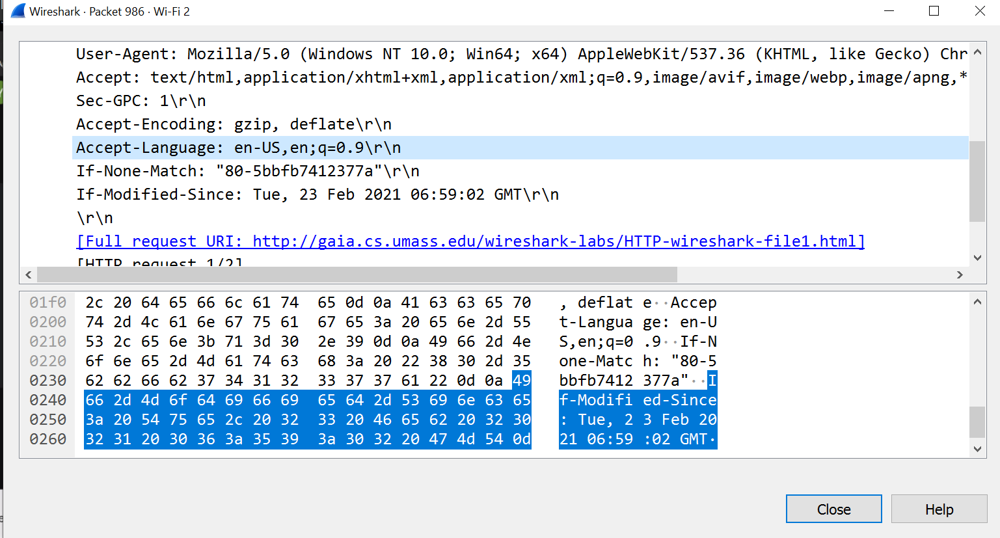 Wireshark · Packet 986 · Wi-Fi 2
User-Agent: Mozilla/5.0 (Windows NT 10.0; Win64; x64) AppleWebKit/537.36 (KHTML, like Gecko) Chr
Accept: text/html,application/xhtml+xml,application/xml;q=0.9,image/avif,image/webp,image/apng,*
Sec-GPC: 1\r\n
Accept-Encoding: gzip, deflate\r\n
Accept-Language: en-US,en;q=0.9\r\n
If-None-Match: "80-5bbfb7412377a"\r\n
If-Modified-Since: Tue, 23 Feb 2021 06:59:02 GMT\r\n
\r\n
[Full request URI: http://gaia.cs.umass.edu/wireshark-labs/HTTP-wireshark-file1.html]
[HTTP request 1/2]
01f0 2c 20 64 65 66 6c 61 74 65 0d 0a 41 63 63 65 70 , deflat e··Accep
0200 74 2d 4c 61 6e 67 75 61 67 65 3a 20 65 6e 2d 55 t-Langua ge: en-U
0210 53 2c 65 6e 3b 71 3d 30 2e 39 0d 0a 49 66 2d 4e S,en;q=0 .9··If-N
0220 6f 6e 65 2d 4d 61 74 63 68 3a 20 22 38 30 2d 35 one-Matc h: "80-5
0230 62 62 66 62 37 34 31 32 33 37 37 61 22 0d 0a 49 bbfb7412 377a"··I
0240 66 2d 4d 6f 64 69 66 69 65 64 2d 53 69 6e 63 65 f-Modifi ed-Since
0250 3a 20 54 75 65 2c 20 32 33 20 46 65 62 20 32 30 : Tue, 2 3 Feb 20
0260 32 31 20 30 36 3a 35 39 3a 30 32 20 47 4d 54 0d 21 06:59 :02 GMT·
Close Help